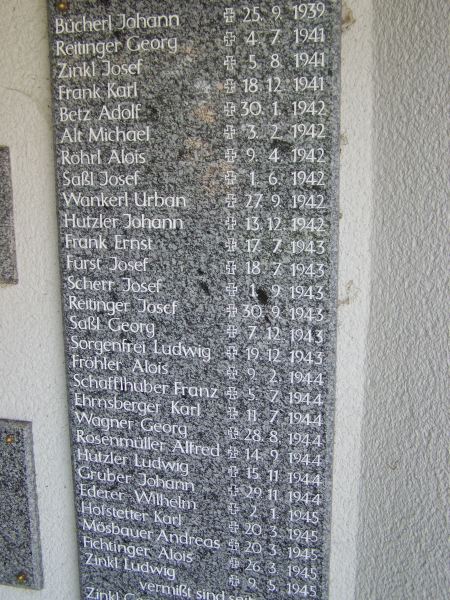 Bücherl Johann ✠ 25. 9. 1939
Reitinger Georg ✠ 4. 7. 1941
Zinkl Josef ✠ 5. 8. 1941
Frank Karl ✠ 18. 12. 1941
Betz Adolf ✠ 30. 1. 1942
Alt Michael ✠ 3. 2. 1942
Röhrl Alois ✠ 9. 4. 1942
Saßl Josef ✠ 1. 6. 1942
Wankerl Urban ✠ 27. 9. 1942
Hutzler Johann ✠ 13. 12. 1942
Frank Ernst ✠ 17. 7. 1943
Fürst Josef ✠ 18. 7. 1943
Scherr Josef ✠ 1. 9. 1943
Reitinger Josef ✠ 30. 9. 1943
Saßl Georg ✠ 7. 12. 1943
Sorgenfrei Ludwig ✠ 19. 12. 1943
Fröhler Alois ✠ 9. 2. 1944
Schafflhuber Franz ✠ 5. 7. 1944
Ehrnsberger Karl ✠ 11. 7. 1944
Wagner Georg ✠ 28. 8. 1944
Rosenmüller Alfred ✠ 14. 9. 1944
Hutzler Ludwig ✠ 15. 11. 1944
Gruber Johann ✠ 29. 11. 1944
Ederer Wilhelm ✠ 2. 1. 1945
Hofstetter Karl ✠ 20. 3. 1945
Mösbauer Andreas ✠ 20. 3. 1945
Fichtinger Alois ✠ 26. 3. 1945
Zinkl Ludwig ✠ 9. 5. 1945
vermißt sind seit
Zinkl